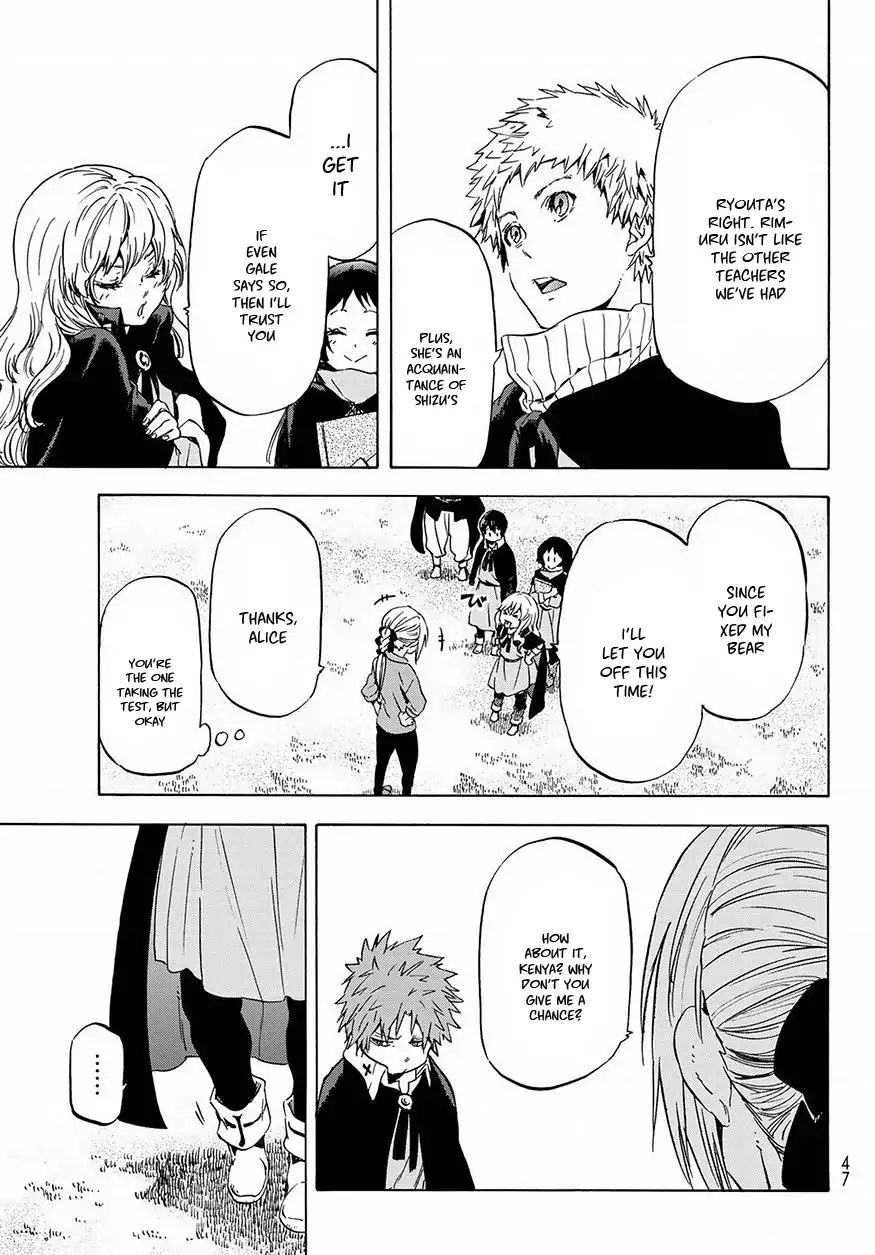 RYOUTA'S
RIGHT. RIM-
URU ISN'T LIKE
THE OTHER
TEACHERS
WE'VE HAD
PLUS,
SHE'S AN
ACQUAIN-
TANCE OF
SHIZU'S
...I
GET
IT
IF
EVEN
GALE
SAYS SO,
THEN I'LL
TRUST
YOU
SINCE
YOU FI-
XED MY
BEAR
I'LL
LET YOU
OFF THIS
TIME!
び
THANKS,
ALICE
YOU'RE
THE ONE
TAKING THE
TEST, BUT
OKAY
HOW
ABOUT IT,
KENYA? WHY
DON'T YOU
GIVE ME A
CHANCE?
......
47